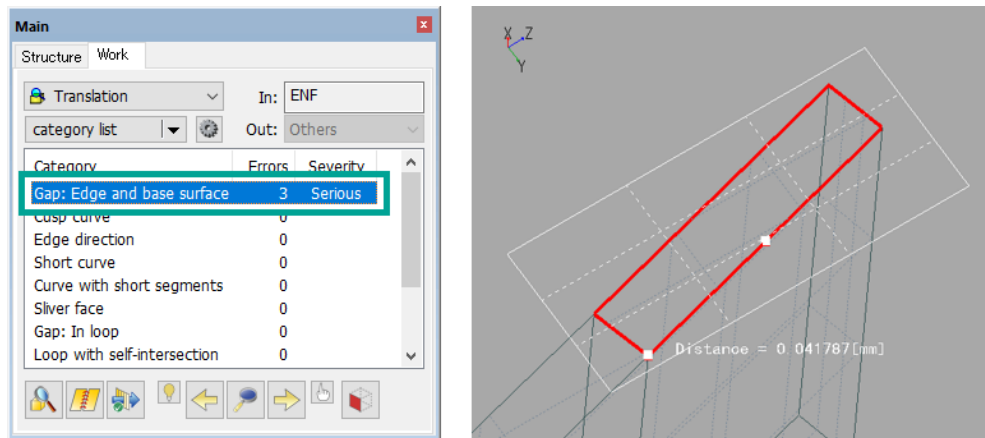 Main
Structure Work
Translation In: ENF
category list Out: Others
Category Errors Severity
Gap: Edge and base surface 3 Serious
Cusp curve 0
Edge direction 0
Short curve 0
Curve with short segments 0
Sliver face 0
Gap: In loop 0
Loop with self-intersection 0
X Z
Y
Distance = 0.041787[mm]